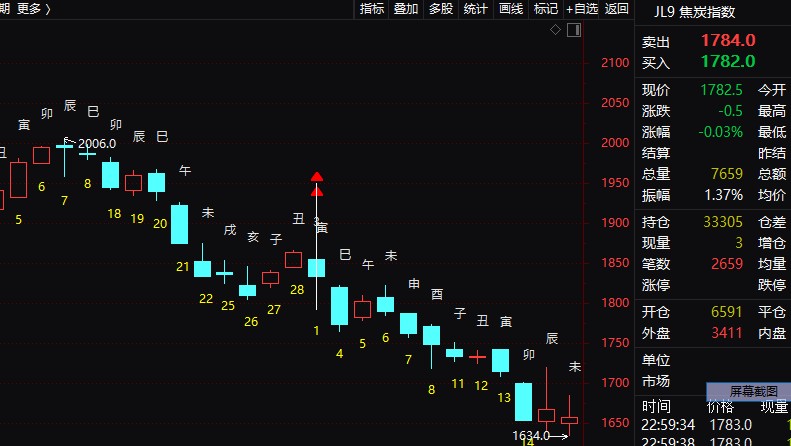 期 更多 〉 指标 叠加 多股 统计 画线 标记 +自选 返回
JL9 焦炭指数
卖出 1784.0
买入 1782.0
现价 1782.5 今开
涨跌 -0.5 最高
涨幅 -0.03% 最低
结算 昨结
总量 7659 总额
振幅 1.37% 均价
持仓 33305 仓差
现量 3 增仓
笔数 2659 均量
涨停 跌停
开仓 6591 平仓
外盘 3411 内盘
单位
市场
屏幕截图
时间 价格 现量
22:59:34 1783.0 1
22:59:38 1783.0
2100
2050
2000
1950
1900
1850
1800
1750
1700
1650
丑 寅 卯 辰 巳 卯 辰 巳 午 未 戌 亥 子 丑 寅 巳 午 未 申 酉 子 丑 寅 卯 辰 未
2006.0
5 6 7 8 18 19 20 21 22 25 26 27 28 1 4 5 6 7 8 11 12 13 14
3
1634.0